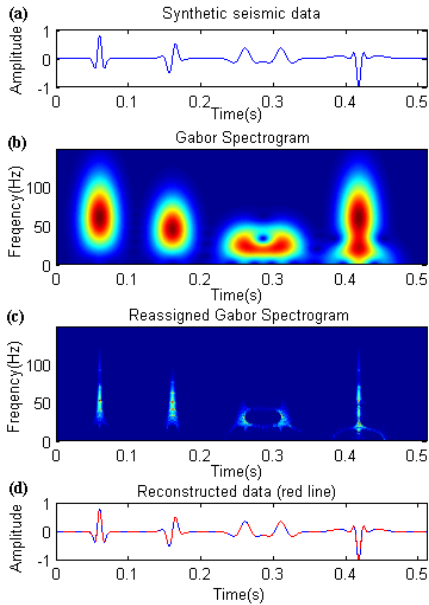 (a)
Synthetic seismic data
Amplitude
1
0
-1
0 0.1 0.2 0.3 0.4 0.5
Time(s)
(b)
Gabor Spectrogram
Freqency(Hz)
100
50
0
0 0.1 0.2 0.3 0.4 0.5
Time(s)
(c)
Reassigned Gabor Spectrogram
Freqency(Hz)
100
50
0
0 0.1 0.2 0.3 0.4 0.5
Time(s)
(d)
Reconstructed data (red line)
Amplitude
1
0
-1
0 0.1 0.2 0.3 0.4 0.5
Time(s)